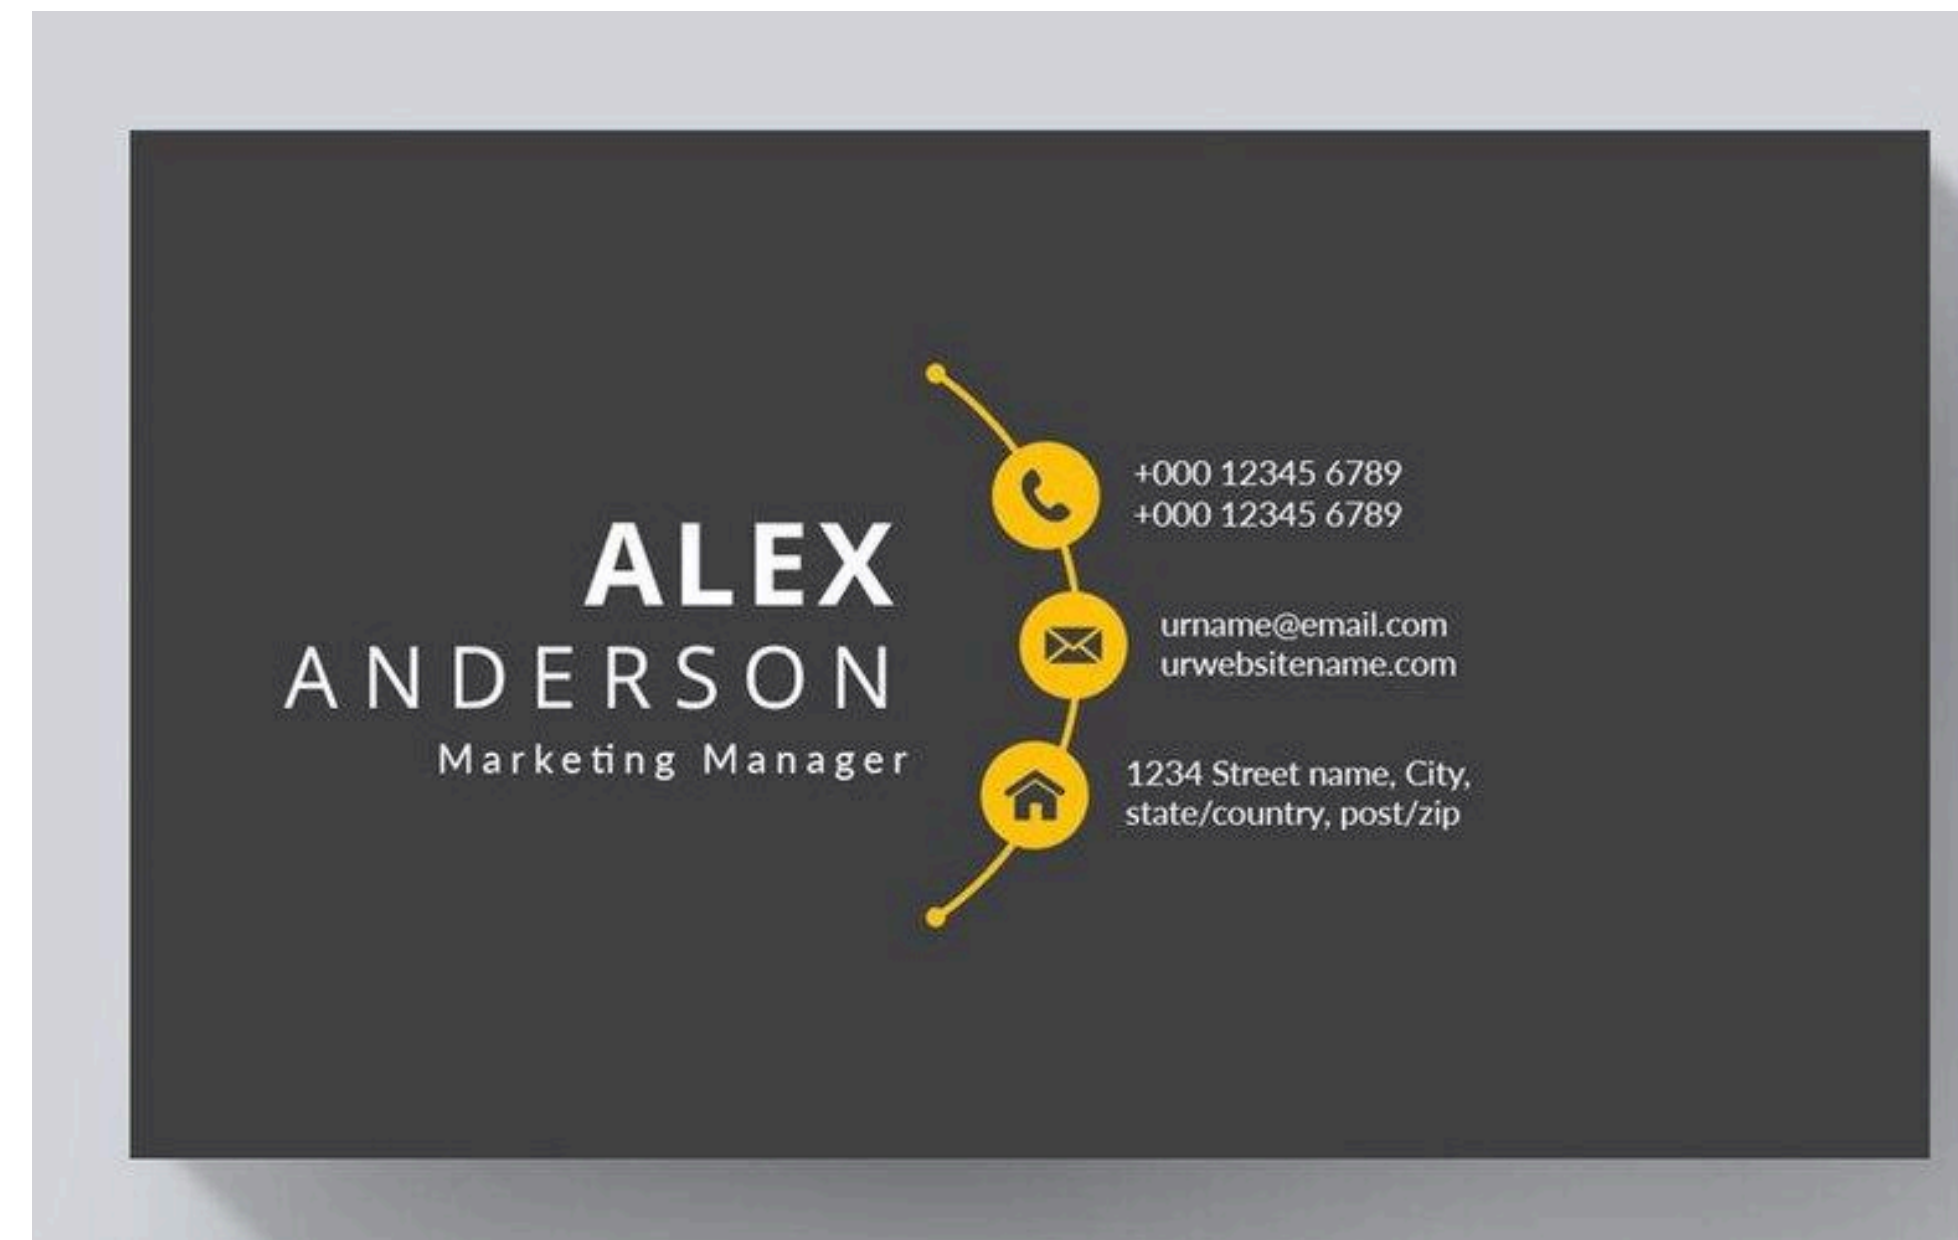 ALEX
ANDERSON
Marketing Manager
+000 12345 6789
+000 12345 6789
urname@email.com
urwebsitename.com
1234 Street name, City,
state/country, post/zip